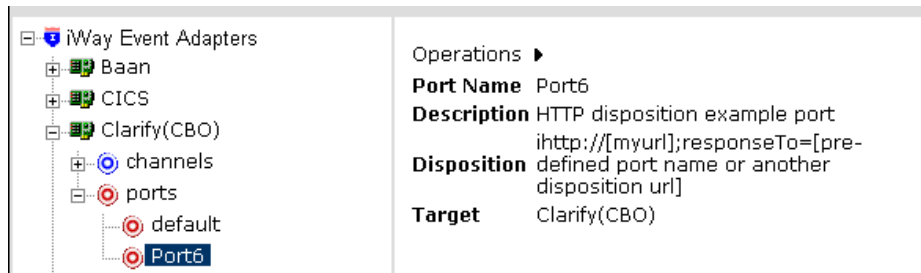 iWay Event Adapters
Baan
CICS
Clarify(CBO)
channels
ports
default
Port6
Operations
Port Name Port6
Description HTTP disposition example port
ihttp://[myurl];responseTo=[pre-
Disposition defined port name or another
disposition url]
Target Clarify(CBO)